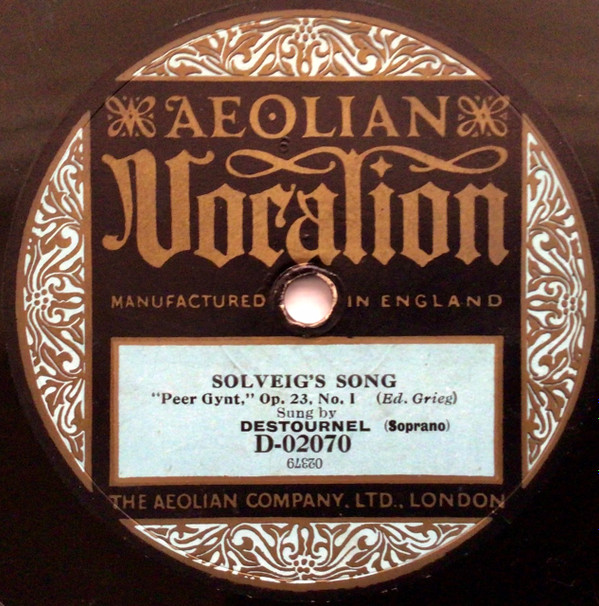 AEOLIAN
Vocalion
MANUFACTURED IN ENGLAND
SOLVEIG'S SONG
"Peer Gynt," Op. 23, No. 1 (Ed. Grieg)
Sung by
DESTOURNEL (Soprano)
D-02070
02379
THE AEOLIAN COMPANY, LTD., LONDON